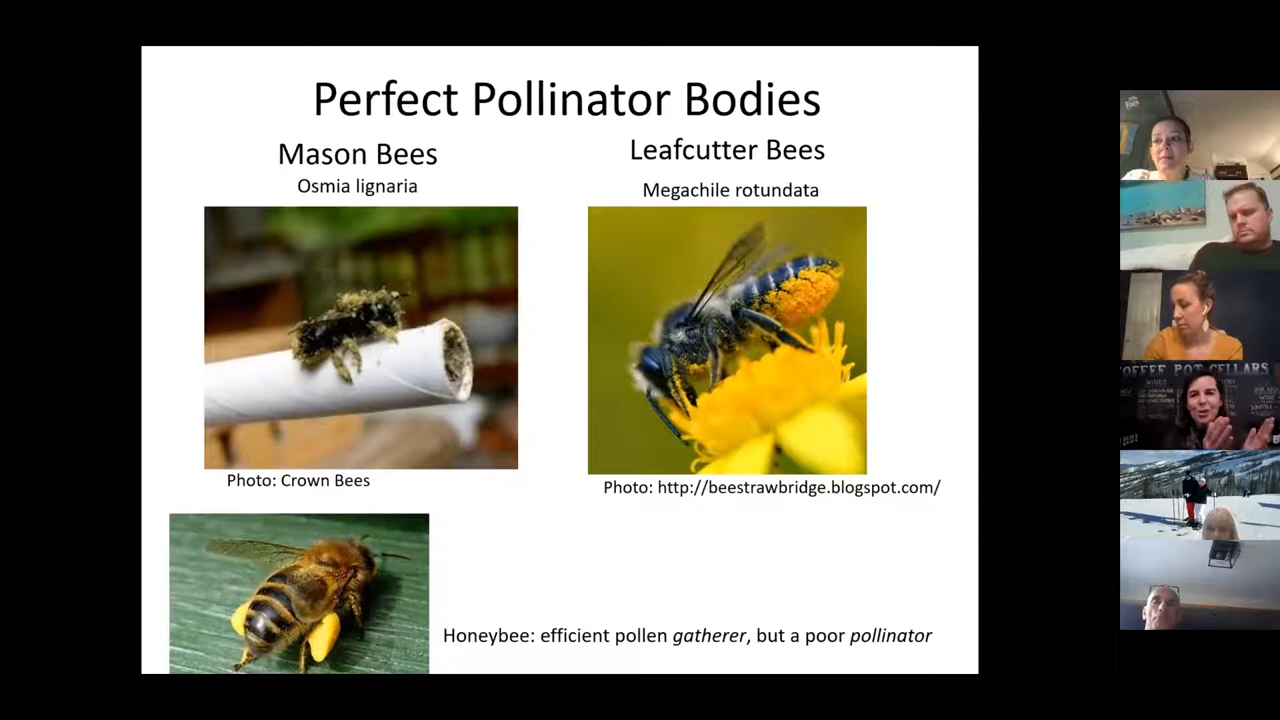 Perfect Pollinator Bodies
Mason Bees
Osmia lignaria
Leafcutter Bees
Megachile rotundata
Photo: Crown Bees
Photo: http://beestrawbridge.blogspot.com/
Honeybee: efficient pollen gatherer, but a poor pollinator
COFFEE POT CELLARS
WINES